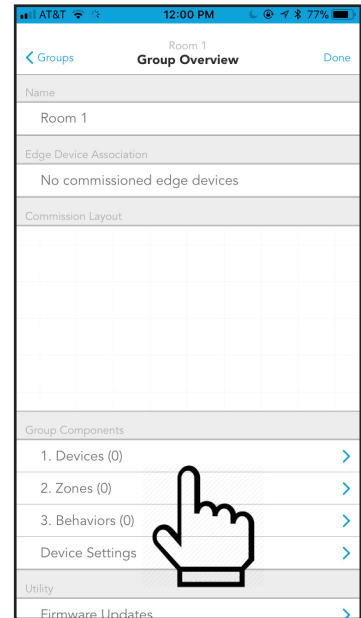 AT&T 12:00 PM 77%
Room 1
Groups Group Overview Done
Name
Room 1
Edge Device Association
No commissioned edge devices
Commission Layout
Group Components
1. Devices (0)
2. Zones (0)
3. Behaviors (0)
Device Settings
Utility
Firmware Updates